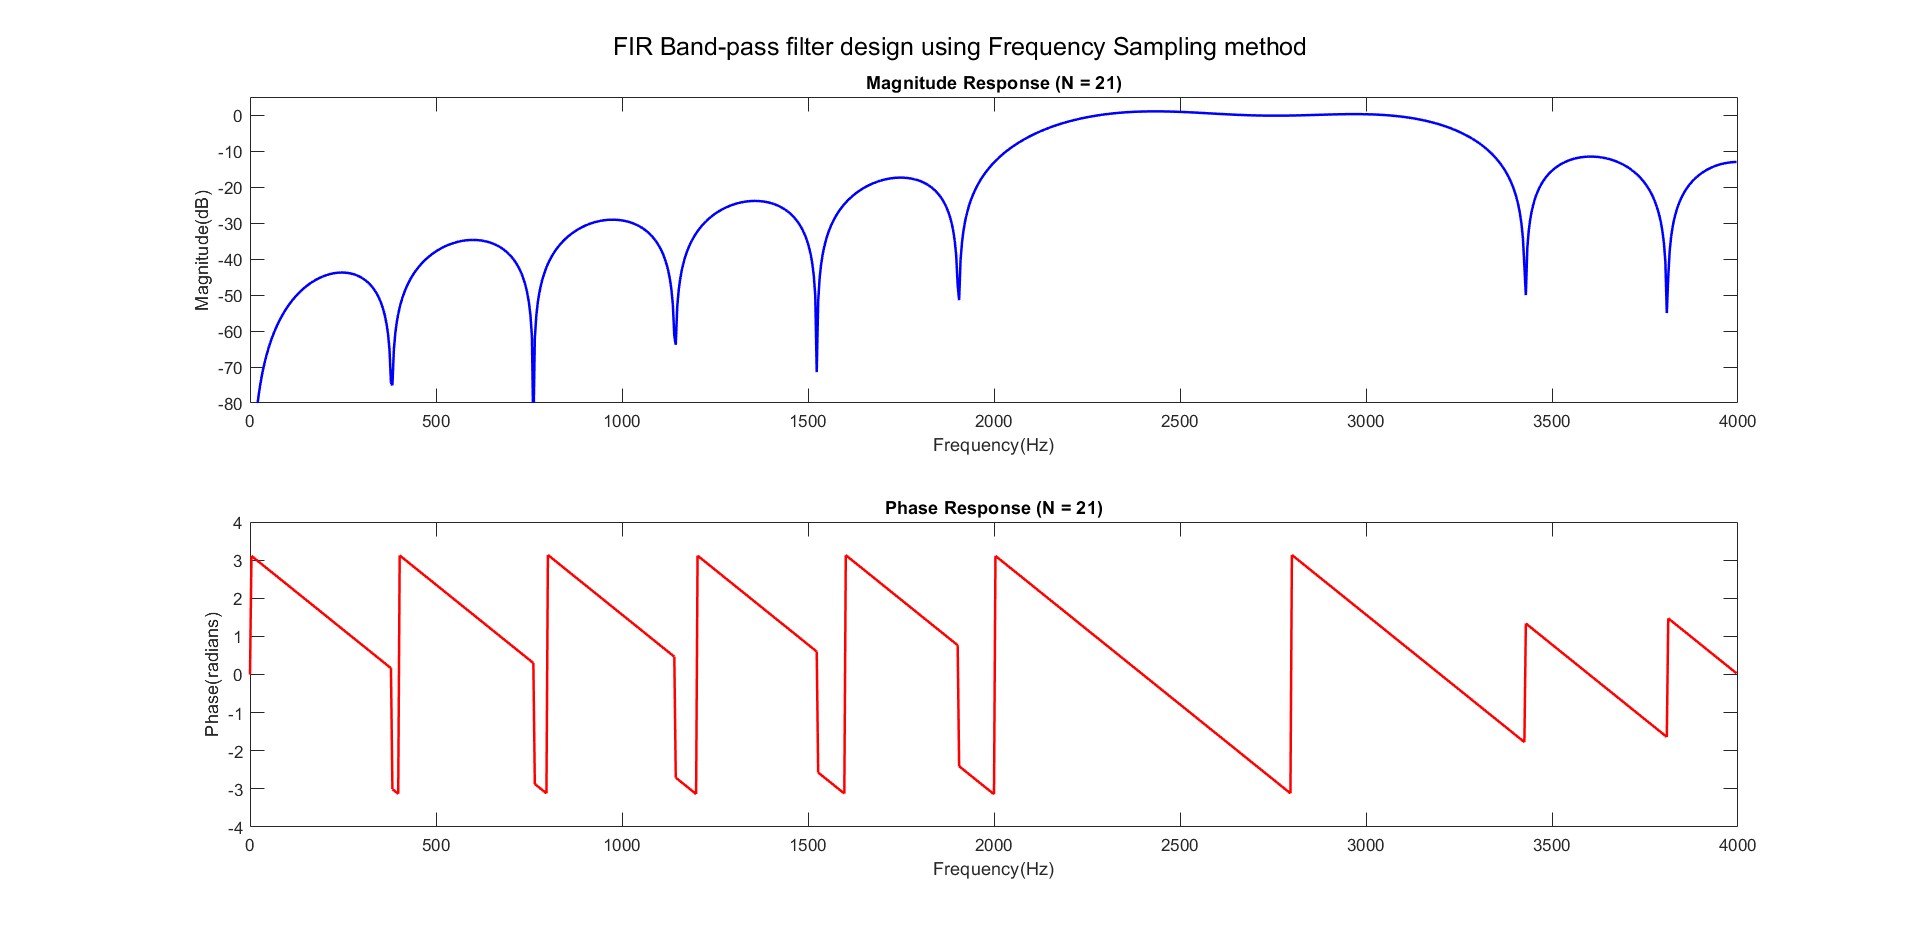 FIR Band-pass filter design using Frequency Sampling method
Magnitude Response (N = 21)
0
-10
-20
-30
-40
-50
-60
-70
-80
Magnitude(dB)
0 500 1000 1500 2000 2500 3000 3500 4000
Frequency(Hz)
Phase Response (N = 21)
4
3
2
1
0
-1
-2
-3
-4
Phase(radians)
0 500 1000 1500 2000 2500 3000 3500 4000
Frequency(Hz)